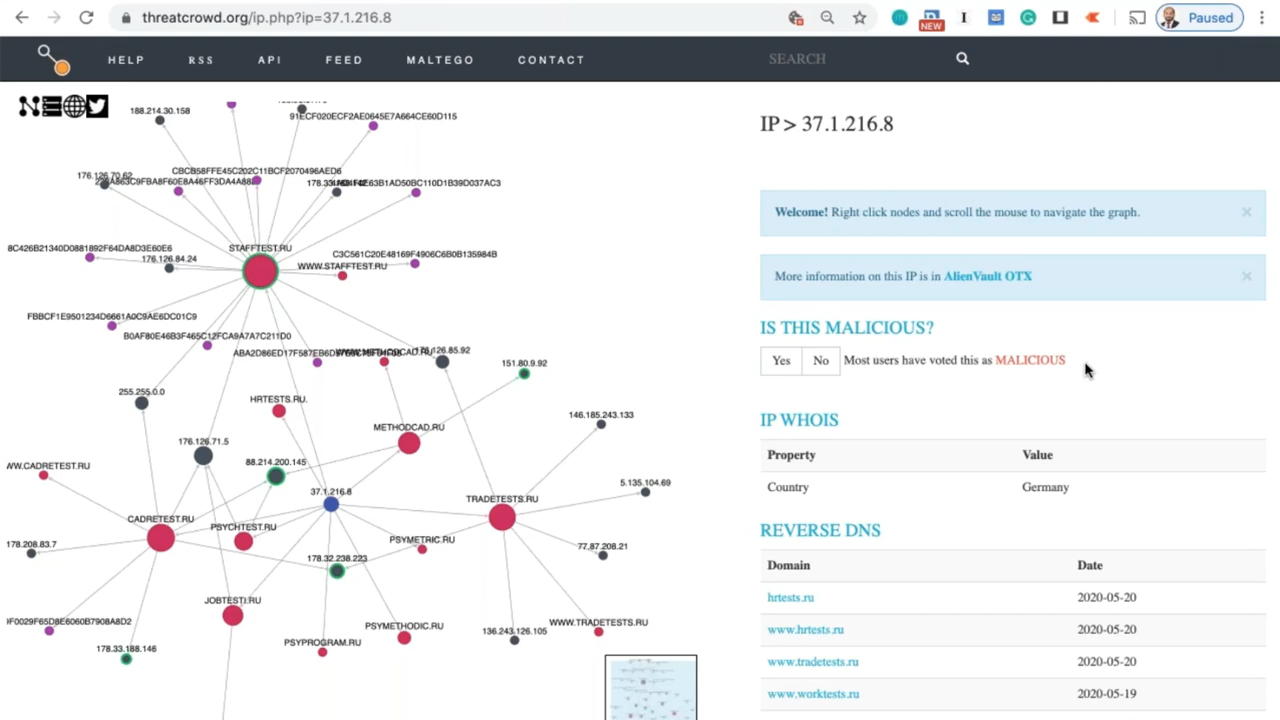 threatcrowd.org/ip.php?ip=37.1.216.8
NEW
Paused
HELP RSS API FEED MALTEGO CONTACT
SEARCH
188.214.30.158
91ECF020ECF2AE0645E7A664CE60D115
CBCB58FFE45C202C11BCF2070496AED6
176.126.70.62
STAFFTEST.RU
8C426B21340D0881892F64DA8D3E60E6
176.126.84.24
C3C561C20E48169F4906C6B0B135984B
WWW.STAFFTEST.RU
FBBCF1E9501234D6661A0C9AE6DC01C9
B0AF80E46B3F465C12FCA9A7A7C211D0
151.80.9.92
255.255.0.0
HRTESTS.RU.
146.185.243.133
METHODCAD.RU
176.126.71.5
88.214.200.145
WW.CADRETEST.RU
5.135.104.69
37.1.216.8
TRADETESTS.RU
CADRETEST.RU
PSYCHTEST.RU
PSYMETRIC.RU
178.208.83.7
77.87.208.21
178.32.238.223
JOBTESTI.RU
PSYMETHODIC.RU
WWW.TRADETESTS.RU
136.243.126.105
PSYPROGRAM.RU
178.33.188.146
IP > 37.1.216.8
Welcome! Right click nodes and scroll the mouse to navigate the graph. ×
More information on this IP is in AlienVault OTX ×
IS THIS MALICIOUS?
Yes No Most users have voted this as MALICIOUS
IP WHOIS
Property Value
Country Germany
REVERSE DNS
Domain Date
hrtests.ru 2020-05-20
www.hrtests.ru 2020-05-20
www.tradetests.ru 2020-05-20
www.worktests.ru 2020-05-19